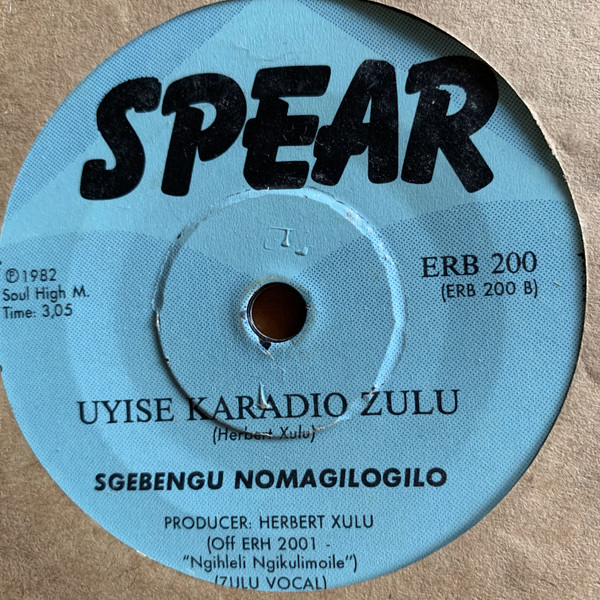 SPEAR
℗1982
Soul High M.
Time: 3,05
ERB 200
(ERB 200 B)
UYISE KARADIO ZULU
(Herbert Xulu)
SGEBENGU NOMAGILOGILO
PRODUCER: HERBERT XULU
(Off ERH 2001 -
"Ngihleli Ngikulimoile")
(ZULU VOCAL)